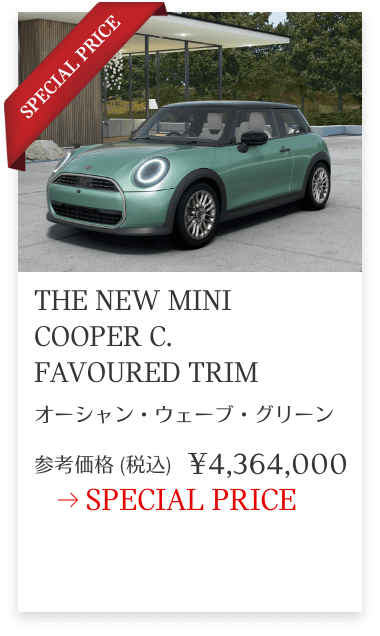 SPECIAL PRICE
THE NEW MINI
COOPER C.
FAVOURED TRIM
オーシャン・ウェーブ・グリーン
参考価格 (税込) ¥4,364,000
→ SPECIAL PRICE